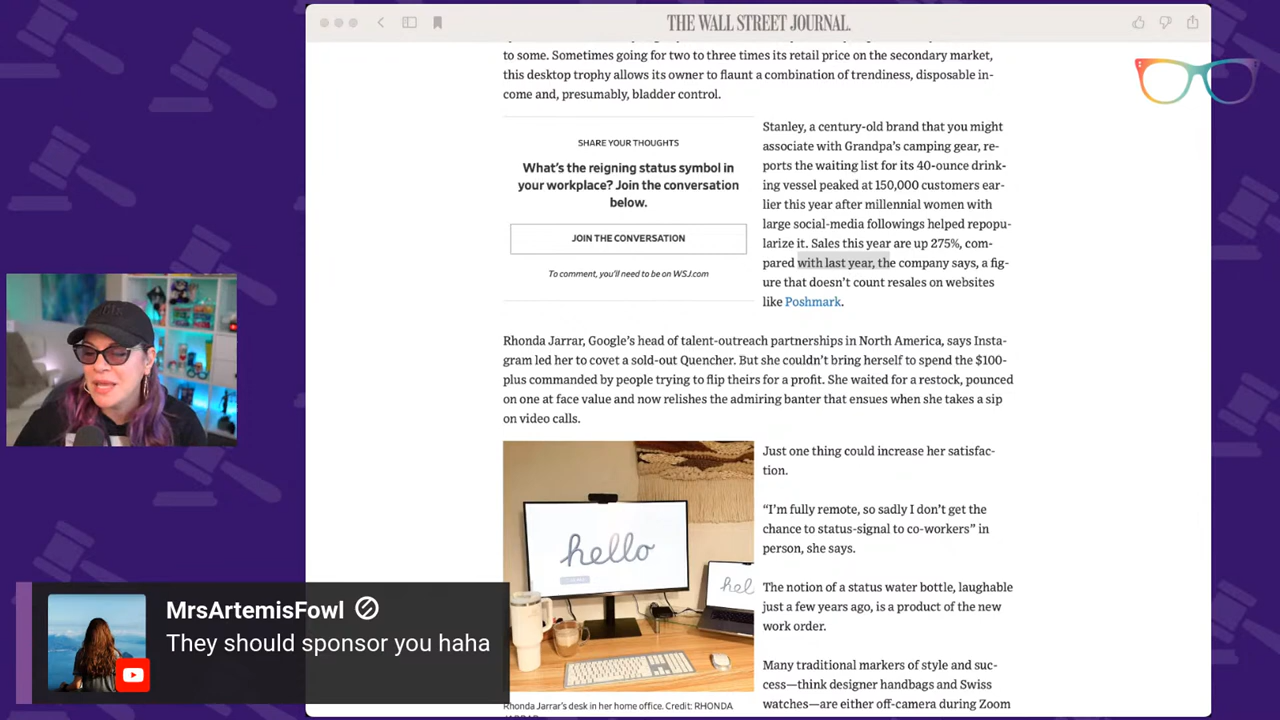 THE WALL STREET JOURNAL.
to some. Sometimes going for two to three times its retail price on the secondary market,
this desktop trophy allows its owner to flaunt a combination of trendiness, disposable in-
come and, presumably, bladder control.
SHARE YOUR THOUGHTS
What's the reigning status symbol in
your workplace? Join the conversation
below.
JOIN THE CONVERSATION
To comment, you'll need to be on WSJ.com
Stanley, a century-old brand that you might
associate with Grandpa's camping gear, re-
ports the waiting list for its 40-ounce drink-
ing vessel peaked at 150,000 customers ear-
lier this year after millennial women with
large social-media followings helped repopu-
larize it. Sales this year are up 275%, com-
pared with last year, the company says, a fig-
ure that doesn't count resales on websites
like Poshmark.
Rhonda Jarrar, Google's head of talent-outreach partnerships in North America, says Insta-
gram led her to covet a sold-out Quencher. But she couldn't bring herself to spend the $100-
plus commanded by people trying to flip theirs for a profit. She waited for a restock, pounced
on one at face value and now relishes the admiring banter that ensues when she takes a sip
on video calls.
hello
hel
Rhonda Jarrar's desk in her home office. Credit: RHONDA
Just one thing could increase her satisfac-
tion.
“I'm fully remote, so sadly I don't get the
chance to status-signal to co-workers” in
person, she says.
The notion of a status water bottle, laughable
just a few years ago, is a product of the new
work order.
Many traditional markers of style and suc-
cess—think designer handbags and Swiss
watches—are either off-camera during Zoom
MrsArtemisFowl
They should sponsor you haha